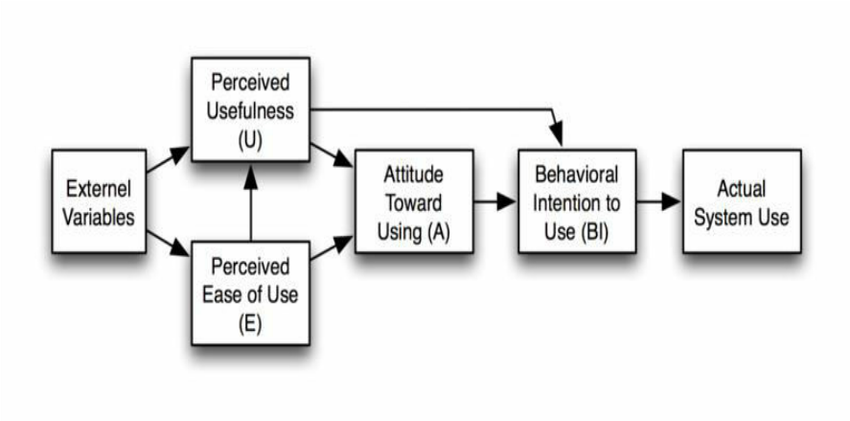 Perceived
Usefulness
(U)
Externel
Variables
Attitude
Toward
Using (A)
Behavioral
Intention to
Use (BI)
Actual
System Use
Perceived
Ease of Use
(E)